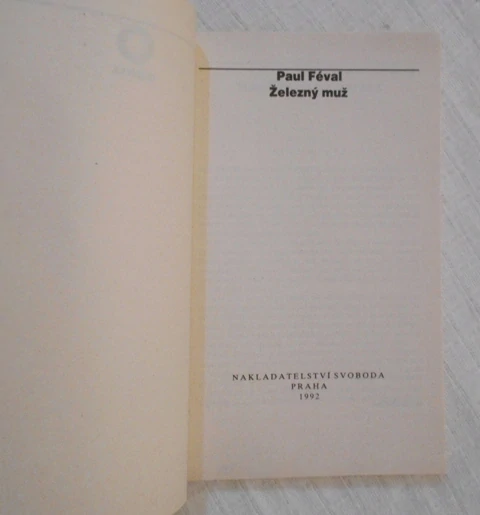 Paul Féval
Železný muž
NAKLADATELSTVÍ SVOBODA
PRAHA
1992